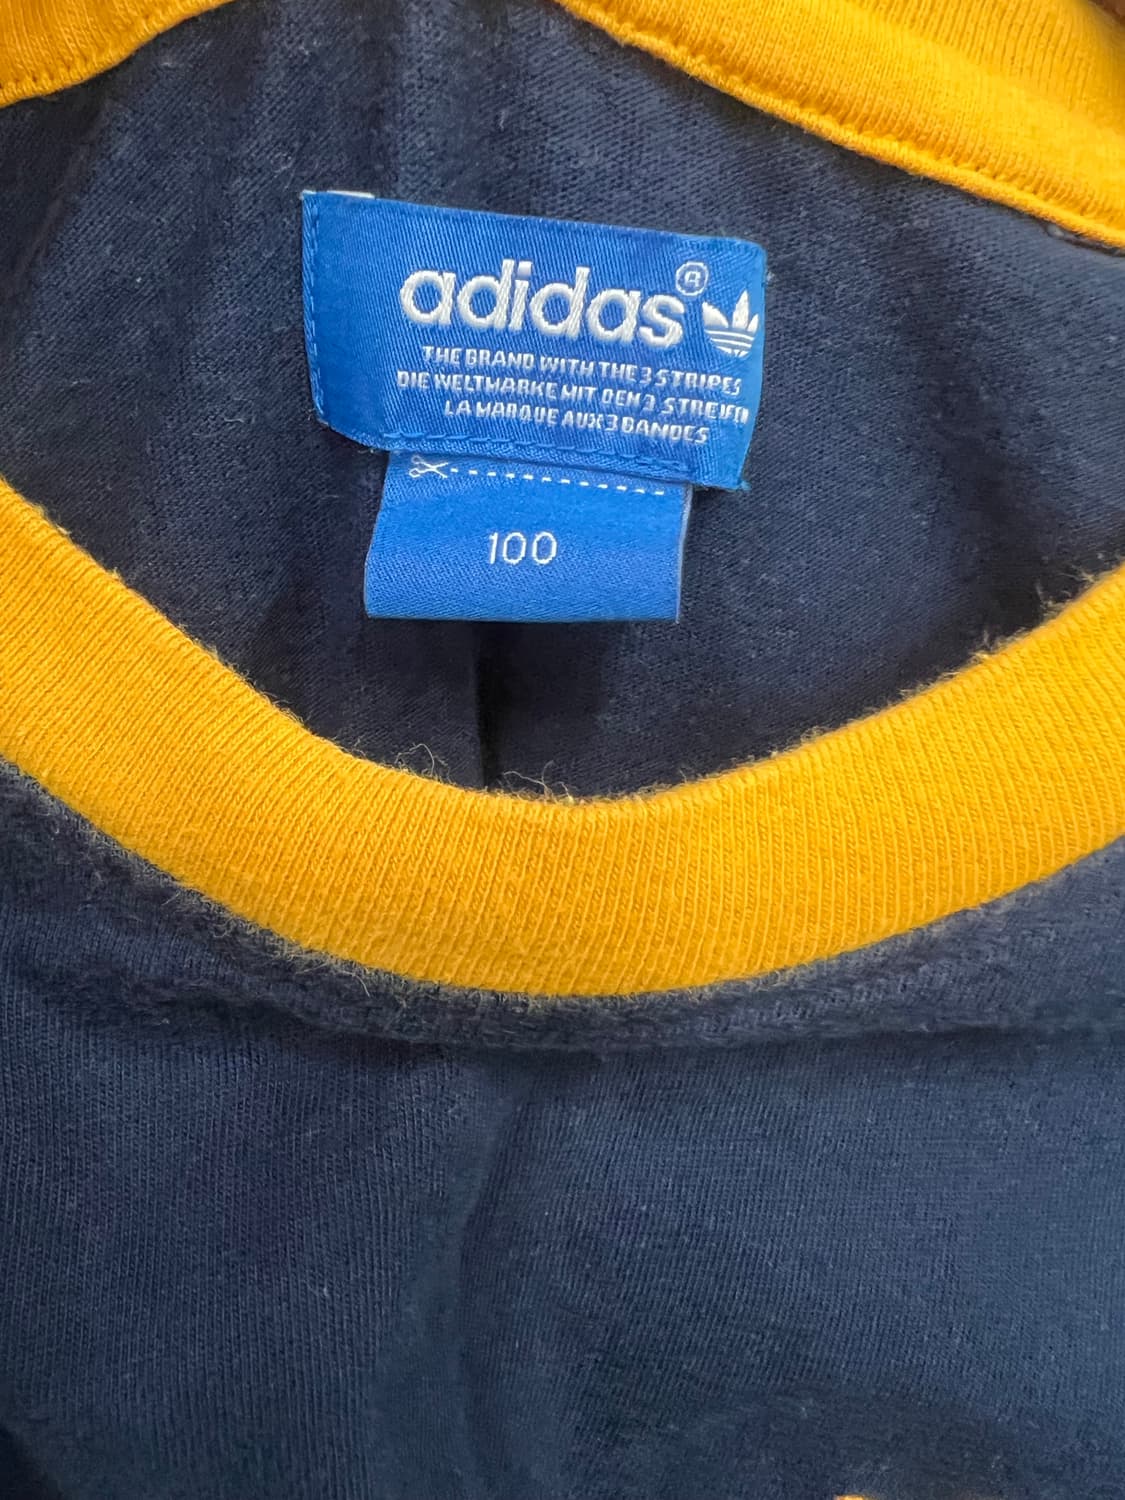 adidas®
THE BRAND WITH THE 3 STRIPES
DIE WELTMARKE MIT DEN 3 STREIFEN
LA MARQUE AUX 3 BANDES
100